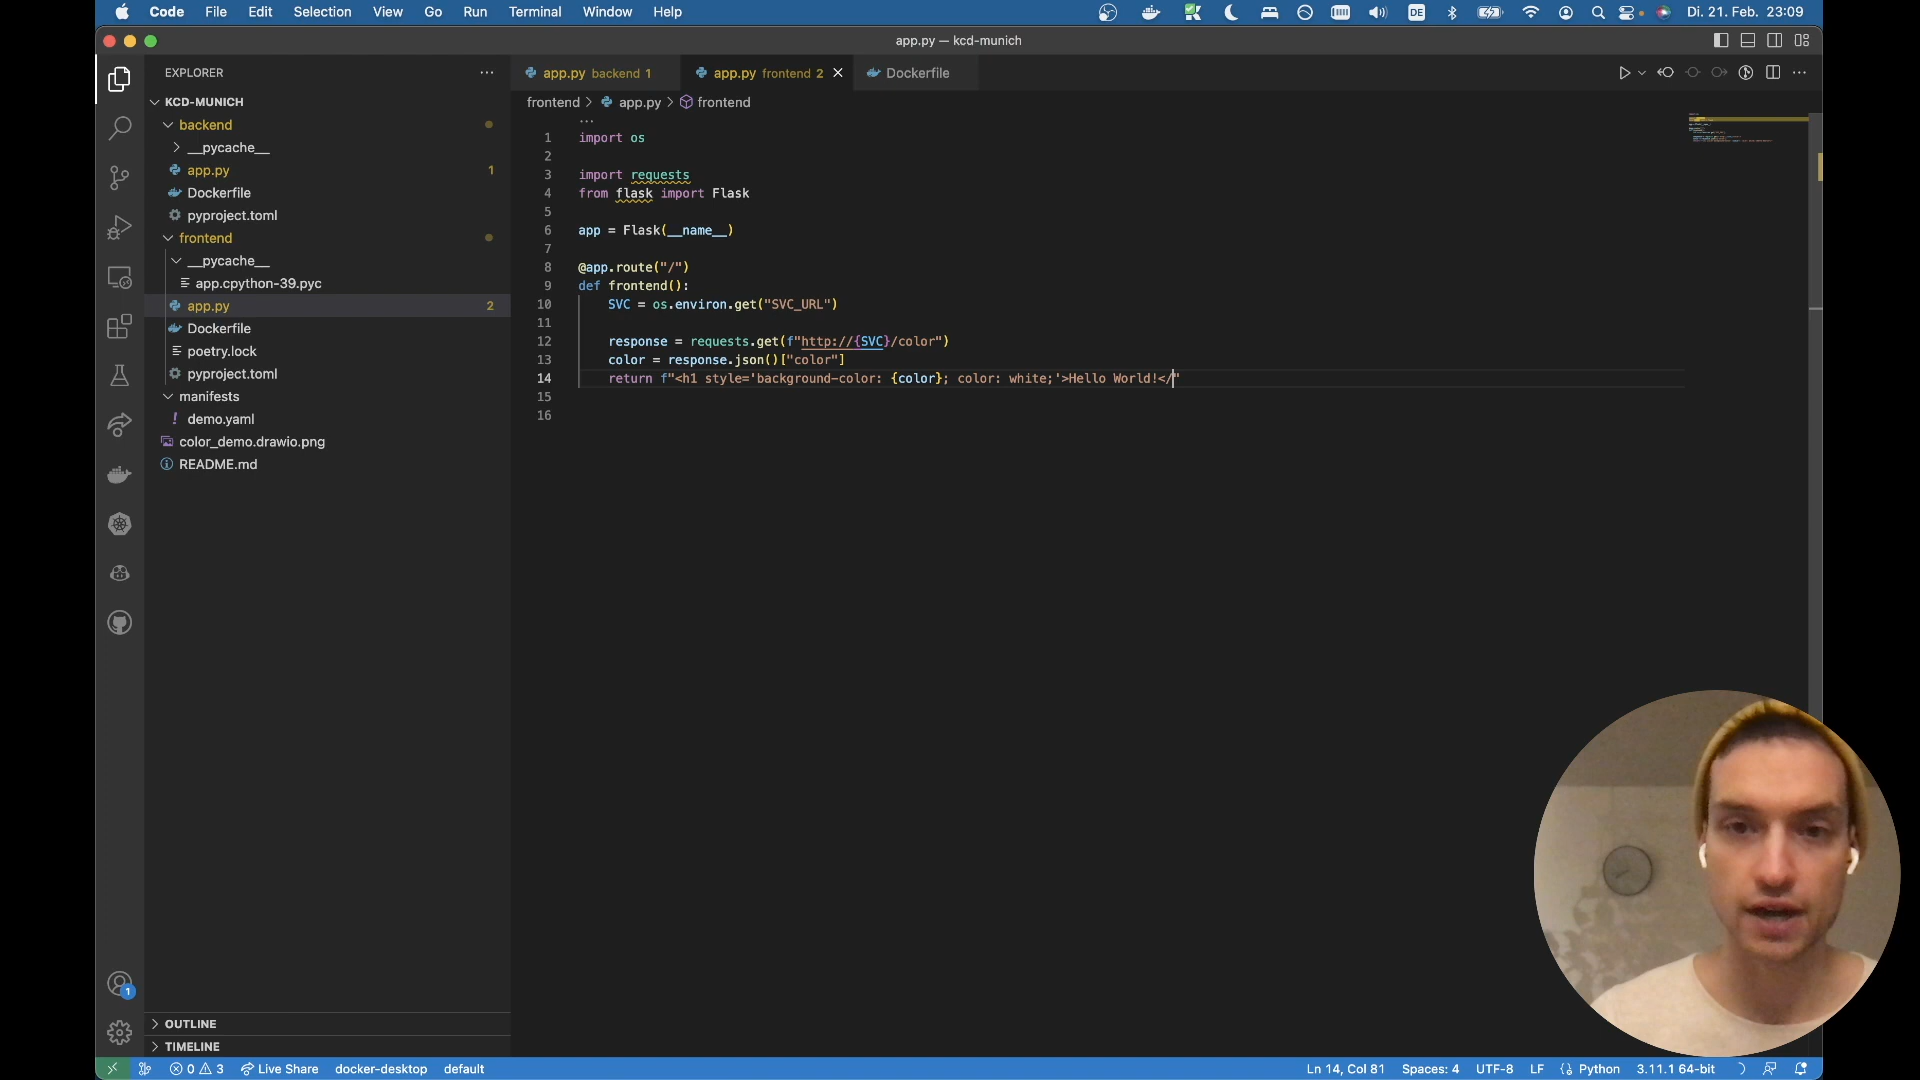 Code File Edit Selection View Go Run Terminal Window Help DE Di. 21. Feb. 23:09
app.py — kcd-munich
EXPLORER
KCD-MUNICH
backend
__pycache__
app.py 1
Dockerfile
pyproject.toml
frontend
__pycache__
app.cpython-39.pyc
app.py 2
Dockerfile
poetry.lock
pyproject.toml
manifests
demo.yaml
color_demo.drawio.png
README.md
OUTLINE
TIMELINE
app.py backend 1 app.py frontend 2 Dockerfile
frontend > app.py > frontend
...
1 import os
2
3 import requests
4 from flask import Flask
5
6 app = Flask(__name__)
7
8 @app.route("/")
9 def frontend():
10 SVC = os.environ.get("SVC_URL")
11
12 response = requests.get(f"http://{SVC}/color")
13 color = response.json()["color"]
14 return f"<h1 style='background-color: {color}; color: white;'>Hello World!</"
15
16
1
0 3 Live Share docker-desktop default Ln 14, Col 81 Spaces: 4 UTF-8 LF Python 3.11.1 64-bit